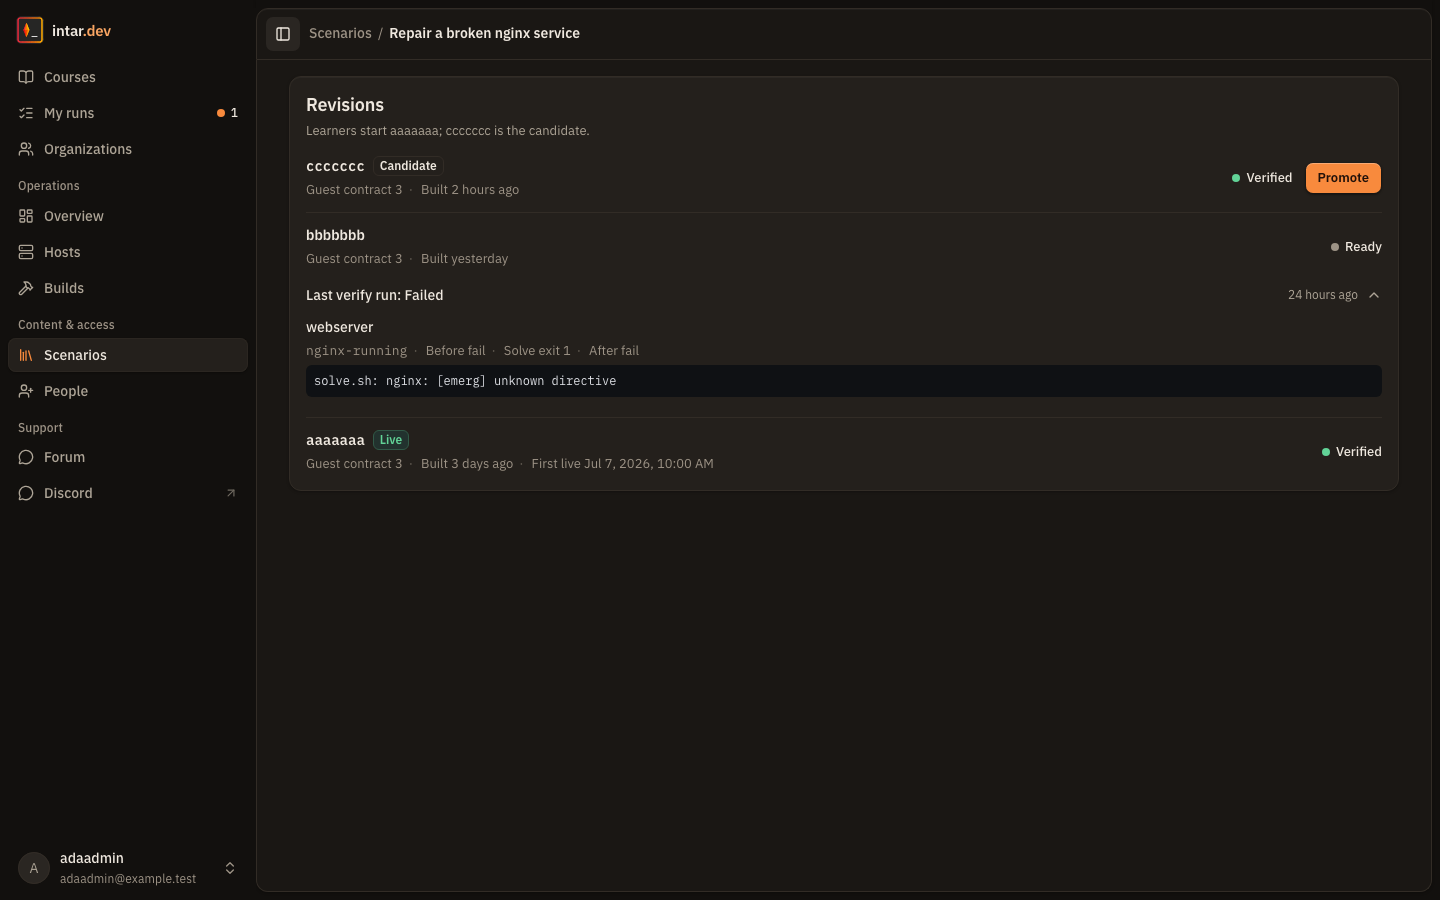 intar.dev
Scenarios / Repair a broken nginx service
Courses
My runs 1
Organizations
Operations
Overview
Hosts
Builds
Content & access
Scenarios
People
Support
Forum
Discord
A
adaadmin
adaadmin@example.test
Revisions
Learners start aaaaaaa; ccccccc is the candidate.
ccccccc Candidate
Guest contract 3 · Built 2 hours ago
Verified Promote
bbbbbbb
Guest contract 3 · Built yesterday
Ready
Last verify run: Failed 24 hours ago
webserver
nginx-running · Before fail · Solve exit 1 · After fail
solve.sh: nginx: [emerg] unknown directive
aaaaaaa Live
Guest contract 3 · Built 3 days ago · First live Jul 7, 2026, 10:00 AM
Verified